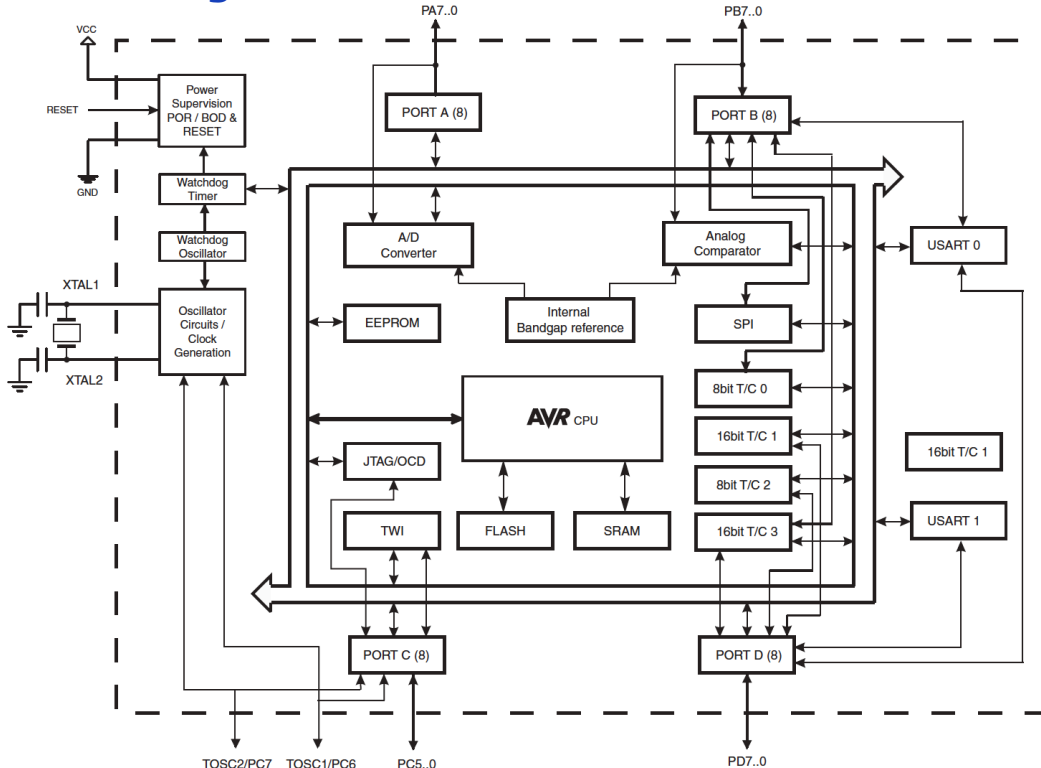 PA7..0
PB7..0
VCC
RESET
GND
Power
Supervision
POR / BOD &
RESET
PORT A (8)
PORT B (8)
Watchdog
Timer
Watchdog
Oscillator
A/D
Converter
Analog
Comparator
USART 0
XTAL1
XTAL2
Oscillator
Circuits /
Clock
Generation
EEPROM
Internal
Bandgap reference
SPI
8bit T/C 0
AVR CPU
16bit T/C 1
16bit T/C 1
JTAG/OCD
8bit T/C 2
TWI
FLASH
SRAM
16bit T/C 3
USART 1
PORT C (8)
PORT D (8)
TOSC2/PC7
TOSC1/PC6
PC5..0
PD7..0